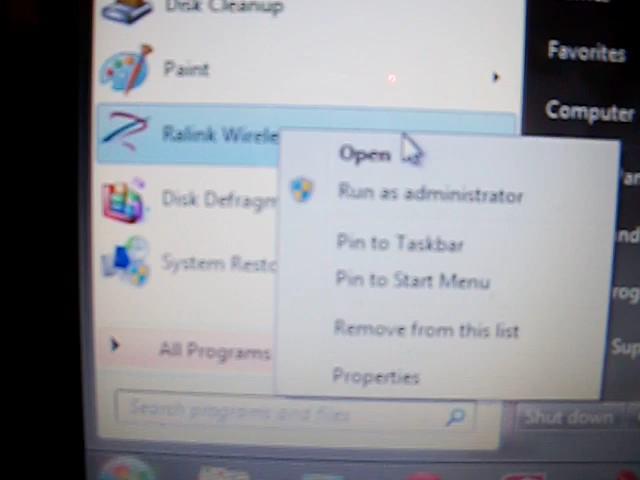 Disk Cleanup
Favorites
Paint
Computer
Ralink Wirele
Open
Run as administrator
Disk Defragm
Pin to Taskbar
System Resto
Pin to Start Menu
Remove from this list
All Programs
Properties
Search programs and files
Shut down